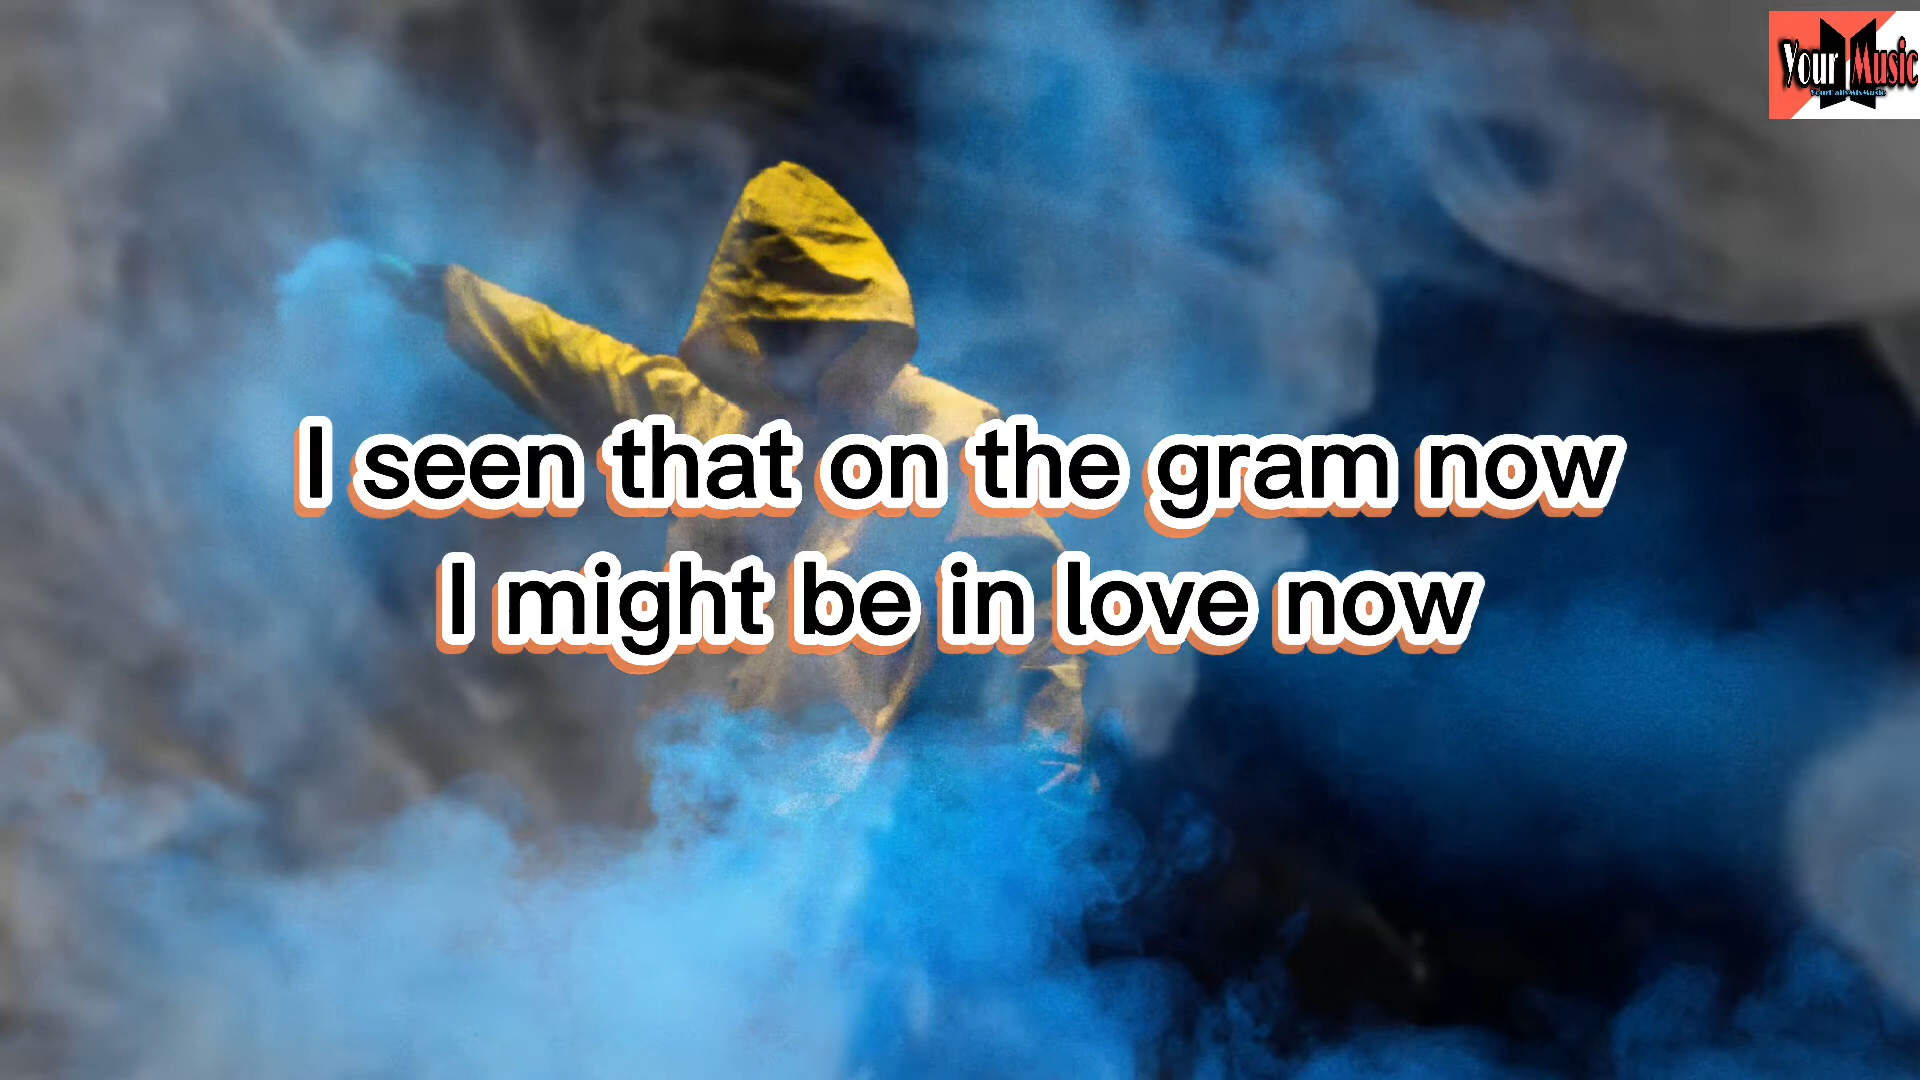 Your Music
I seen that on the gram now
I might be in love now